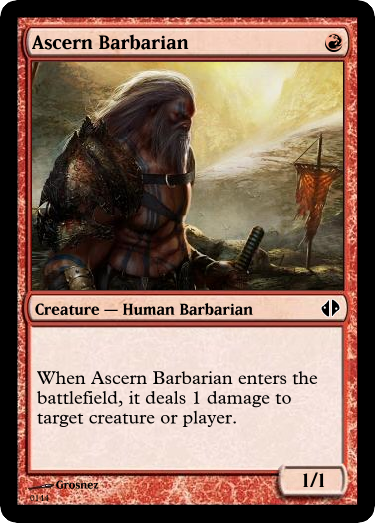 Ascern Barbarian
Creature — Human Barbarian
When Ascern Barbarian enters the
battlefield, it deals 1 damage to
target creature or player.
Grosnez
1/1
0144